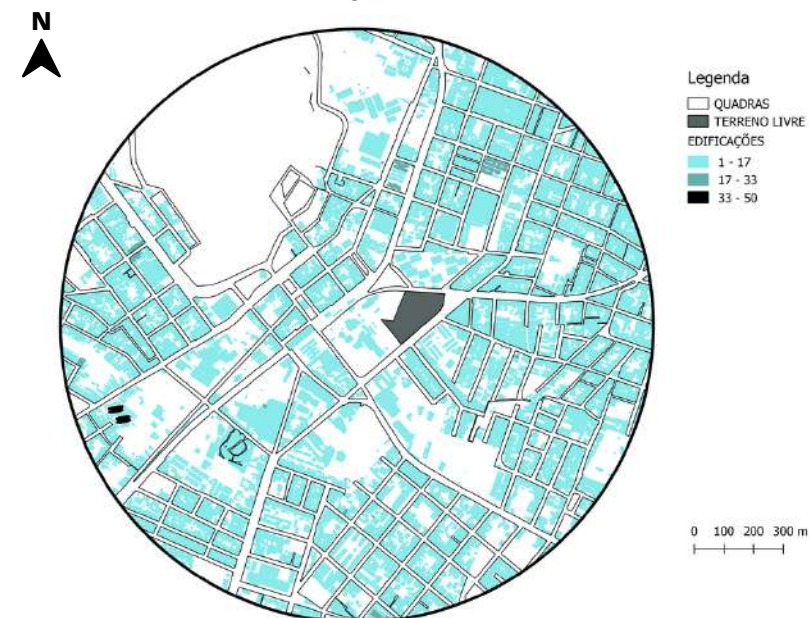 N
Legenda
QUADRAS
TERRENO LIVRE
EDIFICAÇÕES
1 - 17
17 - 33
33 - 50
0 100 200 300 m